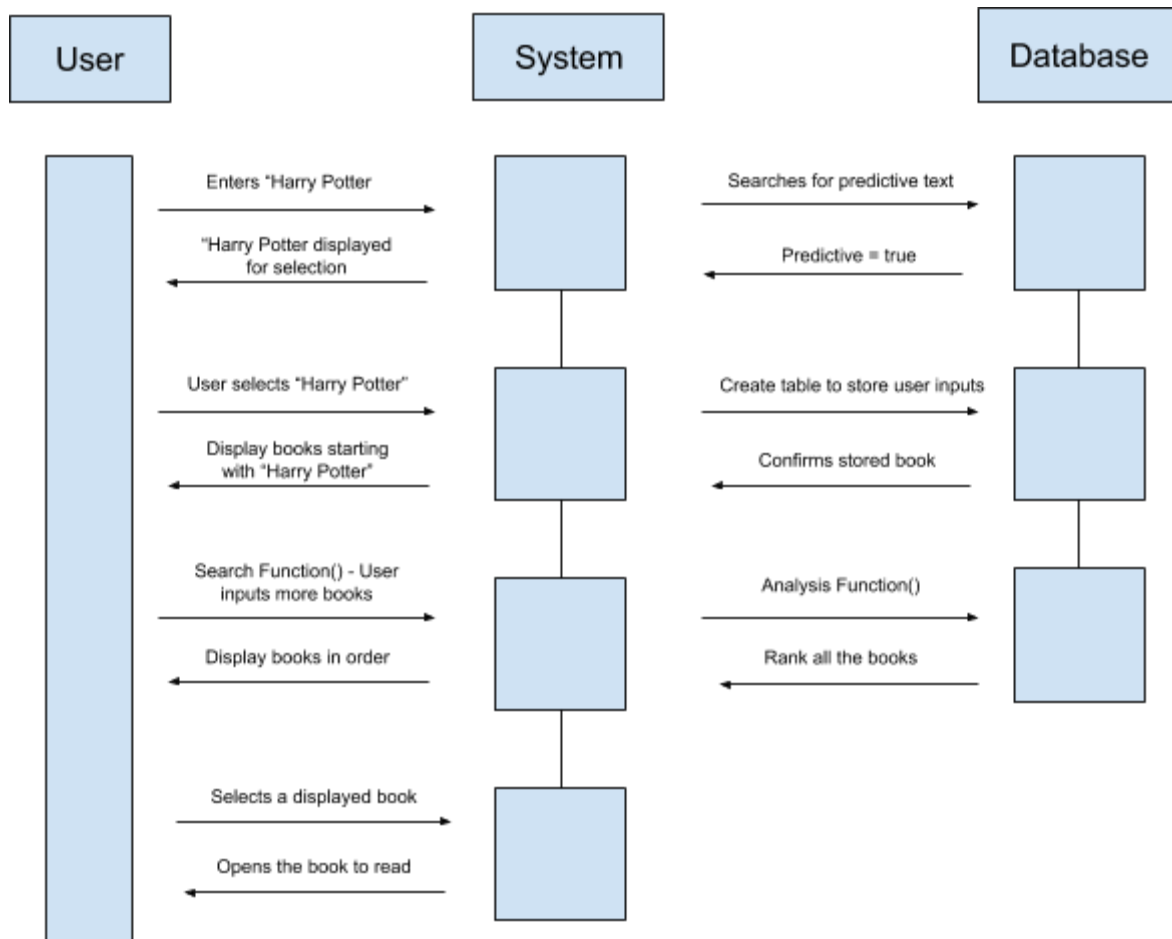 User
System
Database
Enters “Harry Potter
Searches for predictive text
“Harry Potter displayed
for selection
Predictive = true
User selects “Harry Potter”
Create table to store user inputs
Display books starting
with “Harry Potter”
Confirms stored book
Search Function() - User
inputs more books
Analysis Function()
Display books in order
Rank all the books
Selects a displayed book
Opens the book to read